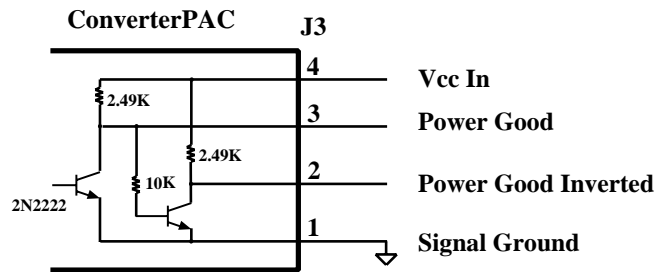 ConverterPAC
J3
4 Vcc In
2.49K
3 Power Good
2.49K
2 Power Good Inverted
10K
2N2222
1 Signal Ground